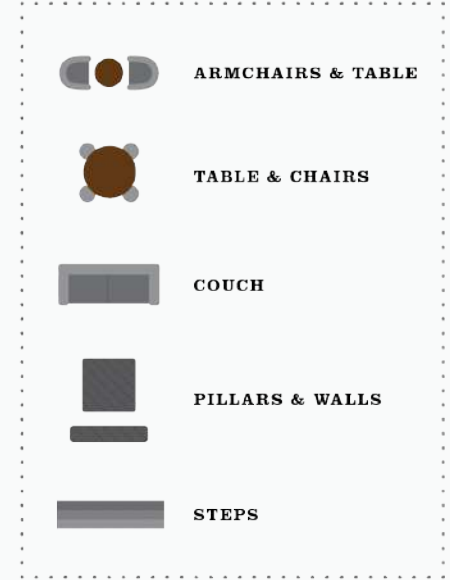 ARMCHAIRS & TABLE
TABLE & CHAIRS
COUCH
PILLARS & WALLS
STEPS